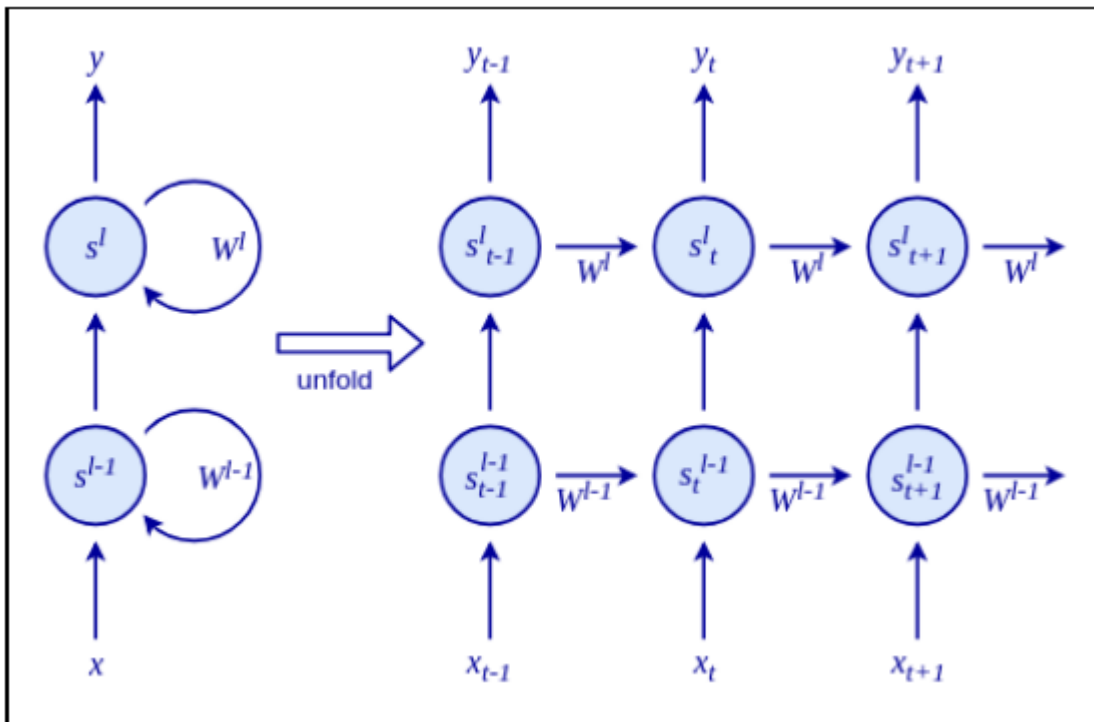 y y_{t-1} y_t y_{t+1}
s^l W^l s^l_{t-1} W^l s^l_t W^l s^l_{t+1} W^l
unfold
s^{l-1} W^{l-1} s^{l-1}_{t-1} W^{l-1} s_t^{l-1} W^{l-1} s^{l-1}_{t+1} W^{l-1}
x x_{t-1} x_t x_{t+1}